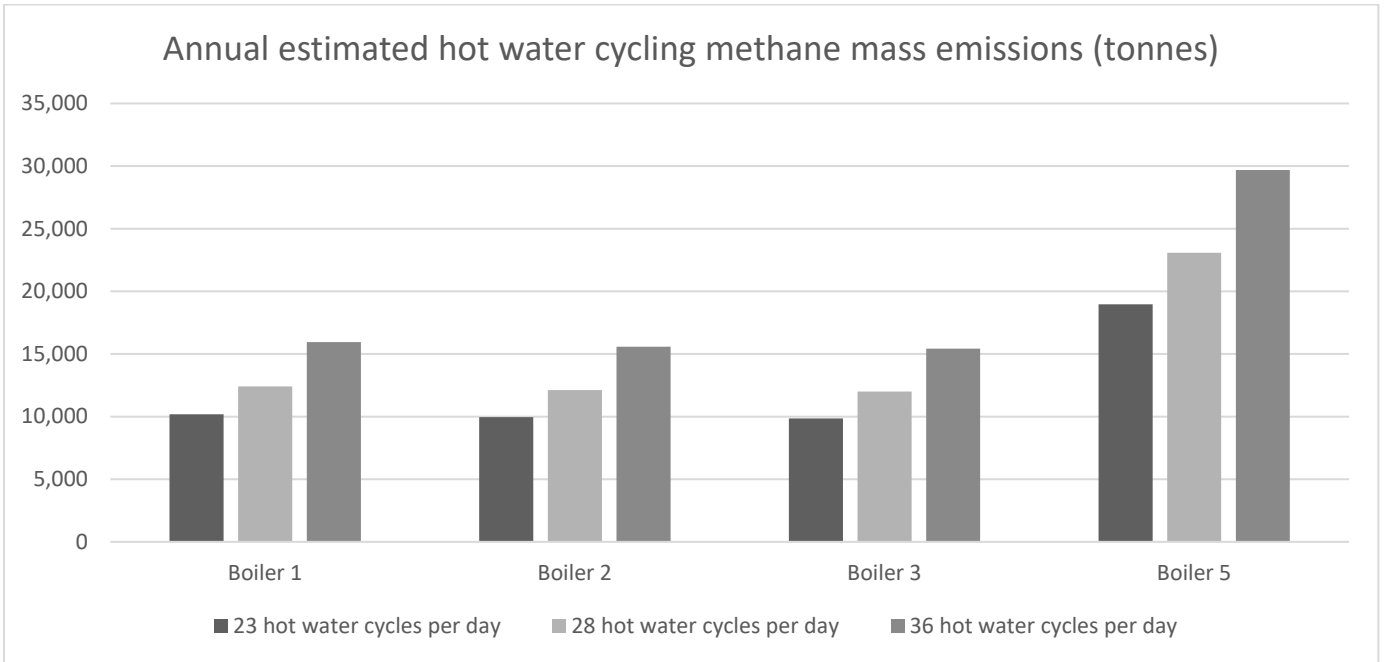 Annual estimated hot water cycling methane mass emissions (tonnes)
35,000
30,000
25,000
20,000
15,000
10,000
5,000
0
Boiler 1 Boiler 2 Boiler 3 Boiler 5
23 hot water cycles per day 28 hot water cycles per day 36 hot water cycles per day